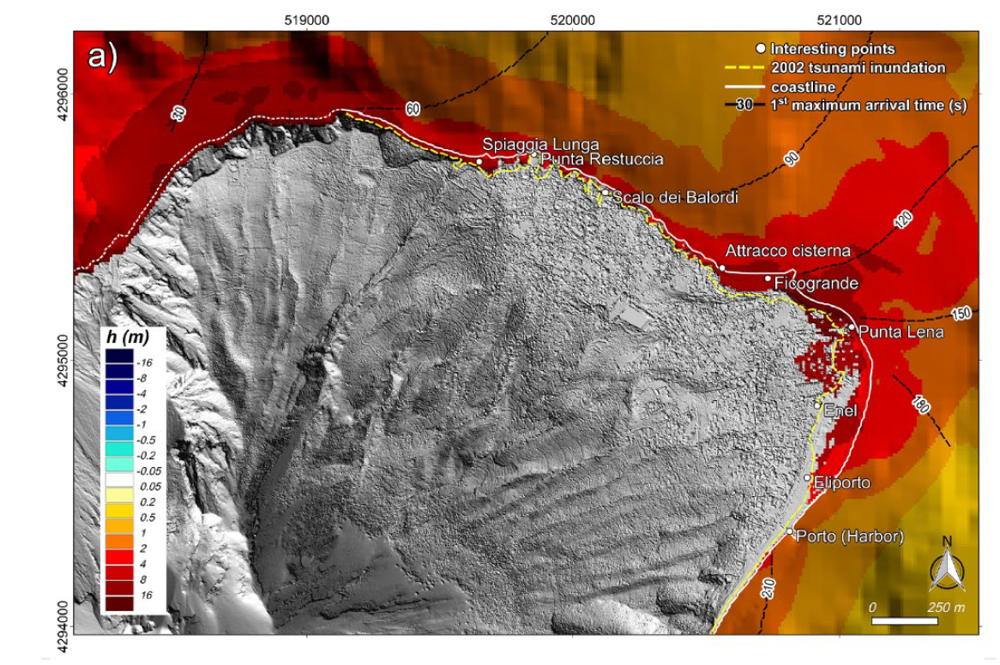 519000
520000
521000
a)
Interesting points
2002 tsunami inundation
coastline
30 1st maximum arrival time (s)
4296000
30
60
Spiaggia Lunga
Punta Restuccia
90
Scalo dei Balordi
120
Attracco cisterna
Ficogrande
150
Punta Lena
4295000
h (m)
-16
-8
-4
-2
-1
-0.5
-0.2
-0.05
0.05
0.2
0.5
1
2
4
8
16
Enel
180
Eliporto
Porto (Harbor)
210
N
0 250 m
4294000